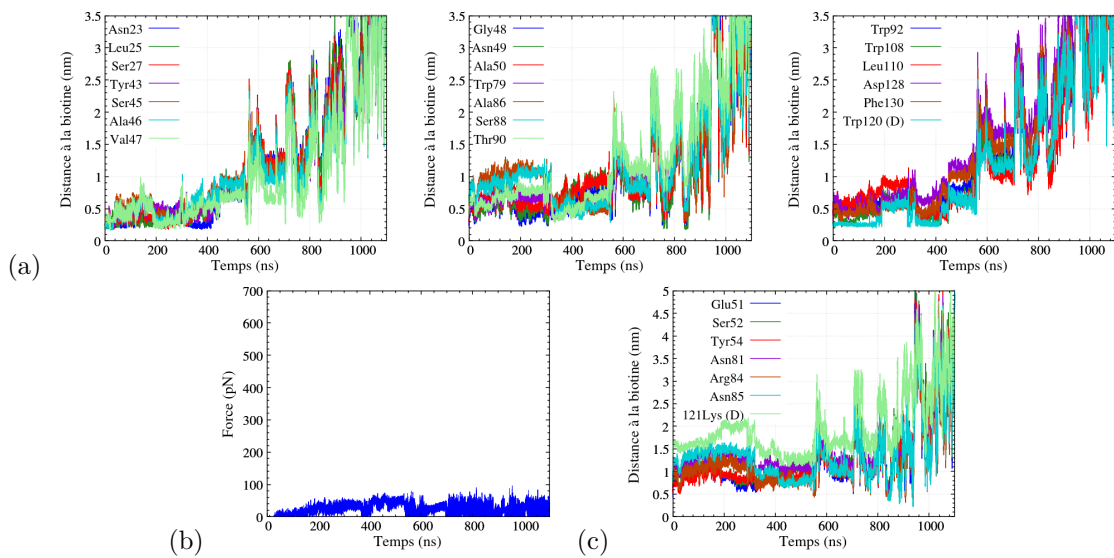 3.5
3
2.5
2
1.5
1
0.5
0
Distance à la biotine (nm)
Asn23
Leu25
Ser27
Tyr43
Ser45
Ala46
Val47
0 200 400 600 800 1000
Temps (ns)
3.5
3
2.5
2
1.5
1
0.5
0
Distance à la biotine (nm)
Gly48
Asn49
Ala50
Trp79
Ala86
Ser88
Thr90
0 200 400 600 800 1000
Temps (ns)
3.5
3
2.5
2
1.5
1
0.5
0
Distance à la biotine (nm)
Trp92
Trp108
Leu110
Asp128
Phe130
Trp120 (D)
0 200 400 600 800 1000
Temps (ns)
(a)
700
600
500
400
300
200
100
0
Force (pN)
0 200 400 600 800 1000
Temps (ns)
(b)
5
4.5
4
3.5
3
2.5
2
1.5
1
0.5
0
Distance à la biotine (nm)
Glu51
Ser52
Tyr54
Asn81
Arg84
Asn85
121Lys (D)
0 200 400 600 800 1000
Temps (ns)
(c)